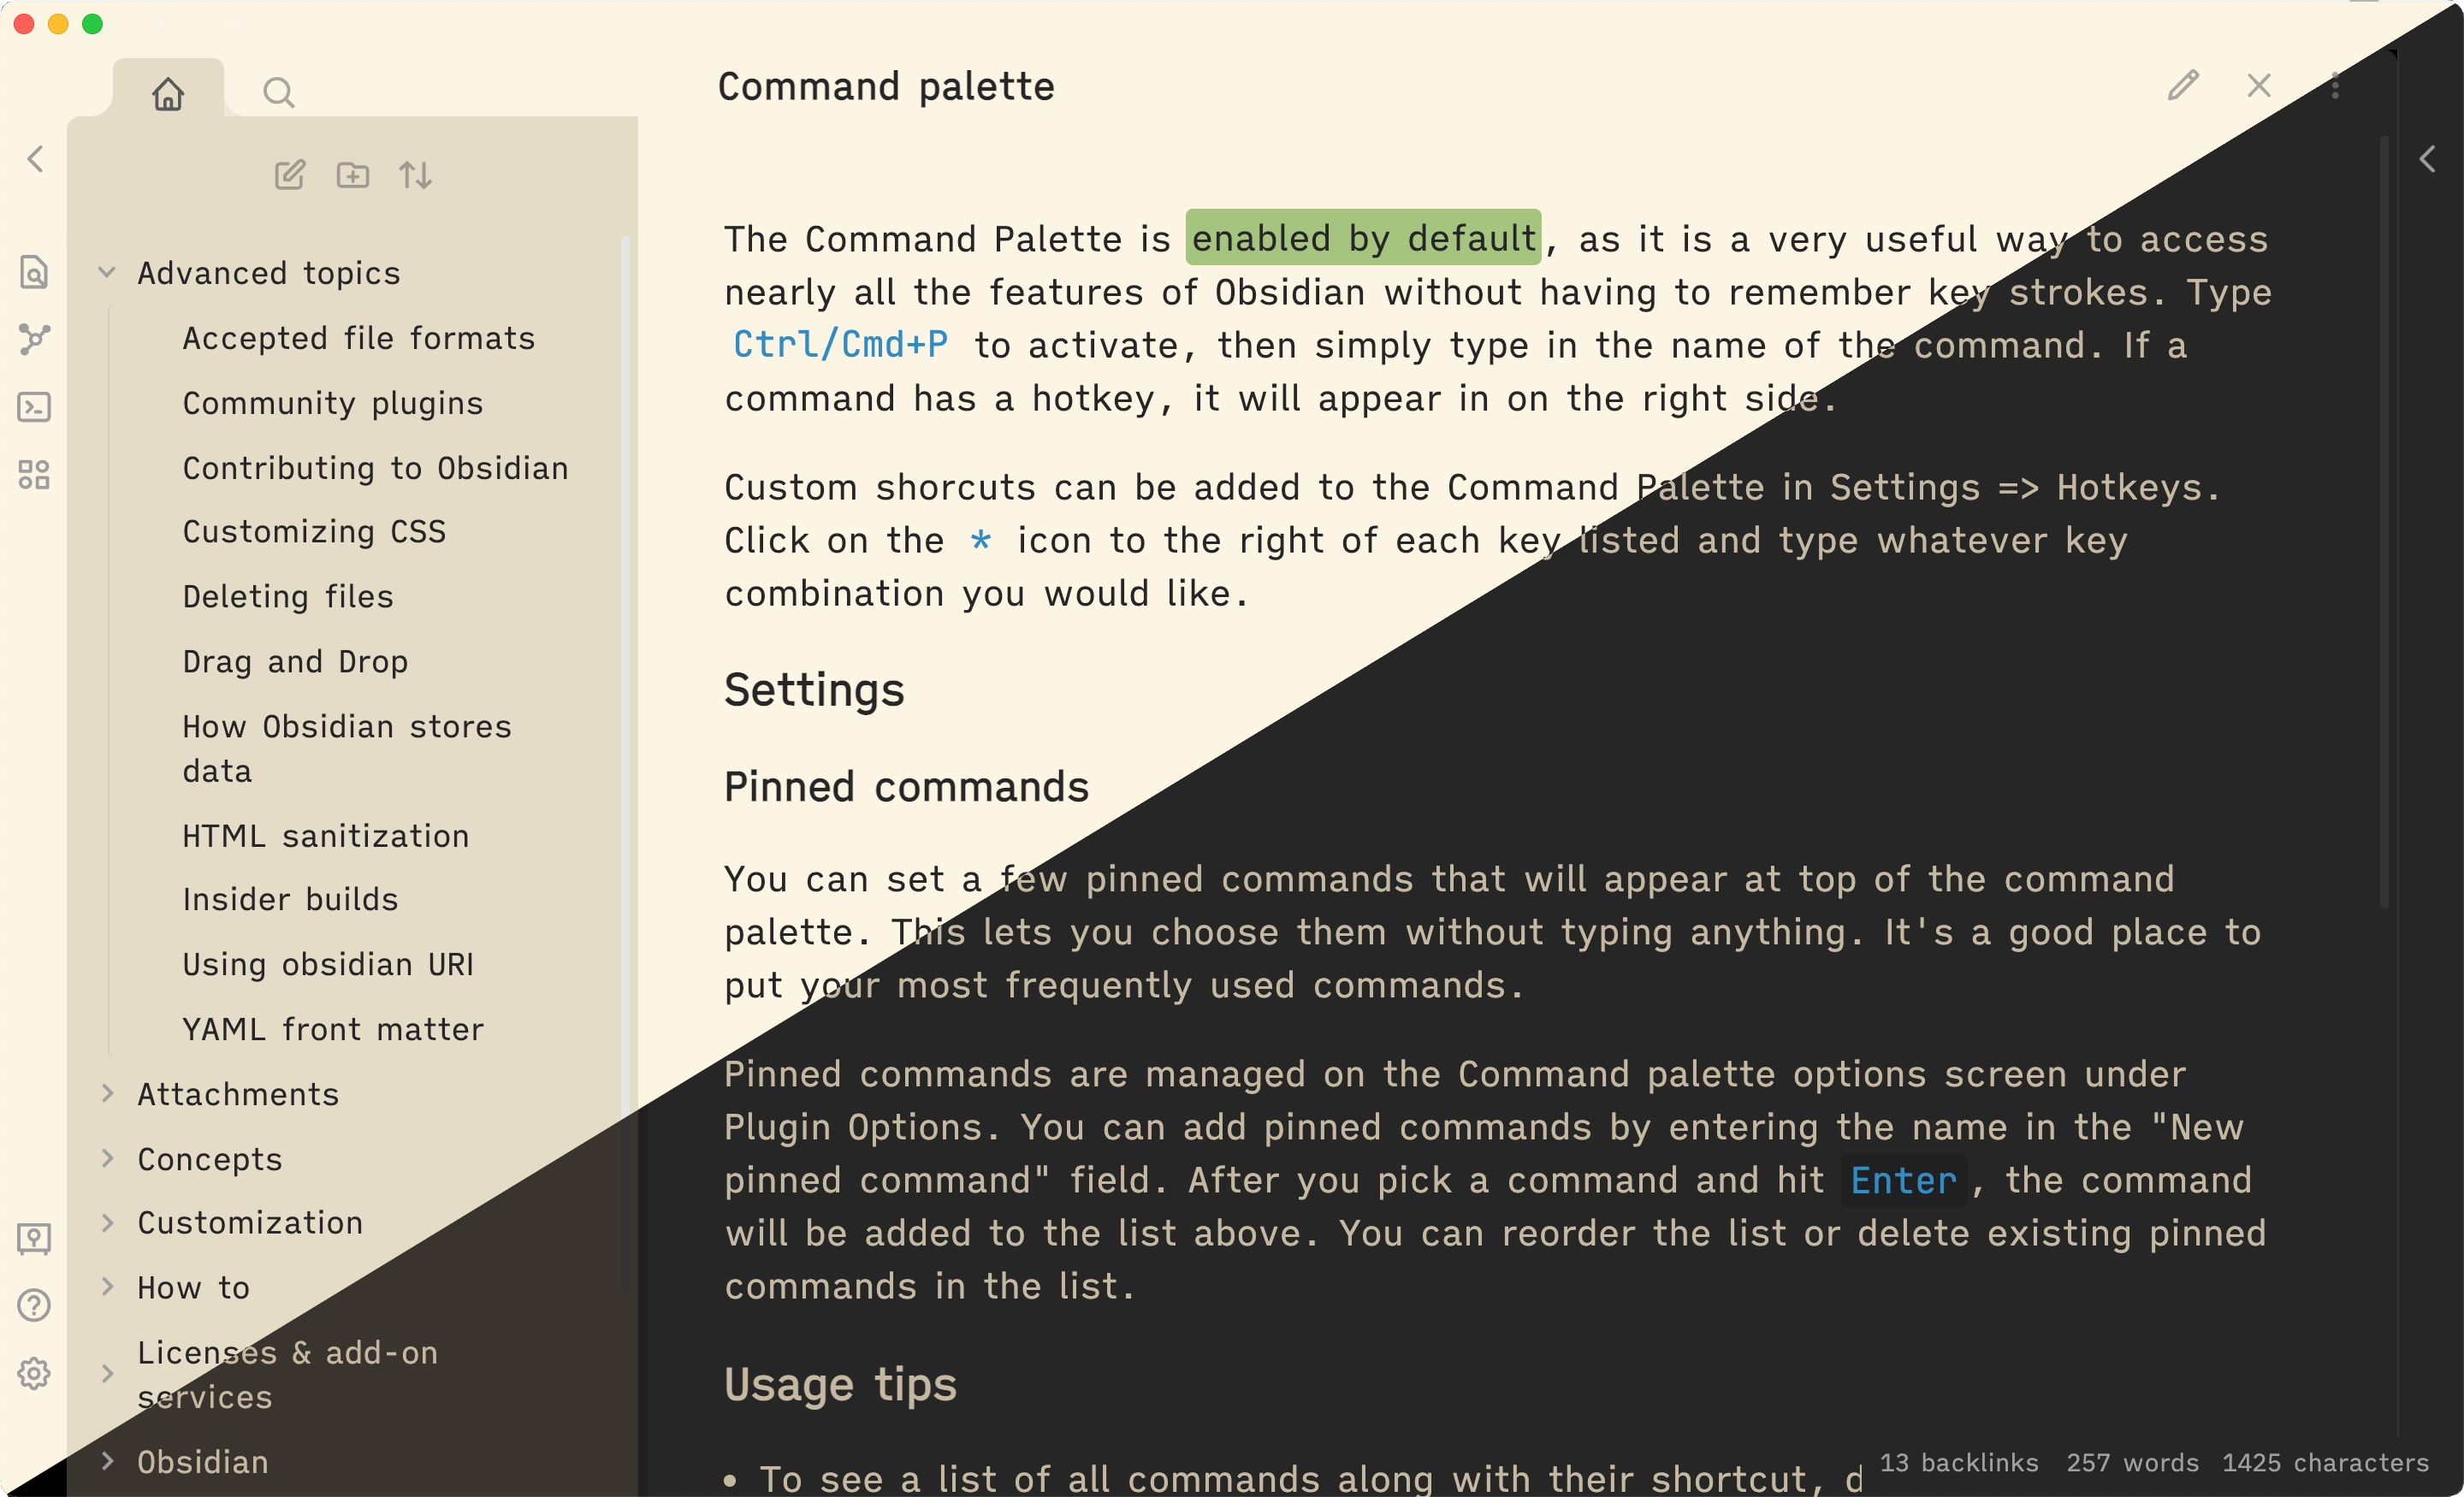 Command palette
Advanced topics
Accepted file formats
Community plugins
Contributing to Obsidian
Customizing CSS
Deleting files
Drag and Drop
How Obsidian stores
data
HTML sanitization
Insider builds
Using obsidian URI
YAML front matter
Attachments
Concepts
Customization
How to
Licenses & add-on
services
Obsidian
The Command Palette is enabled by default, as it is a very useful way to access
nearly all the features of Obsidian without having to remember key strokes. Type
Ctrl/Cmd+P to activate, then simply type in the name of the command. If a
command has a hotkey, it will appear in on the right side.
Custom shorcuts can be added to the Command Palette in Settings => Hotkeys.
Click on the * icon to the right of each key listed and type whatever key
combination you would like.
Settings
Pinned commands
You can set a few pinned commands that will appear at top of the command
palette. This lets you choose them without typing anything. It's a good place to
put your most frequently used commands.
Pinned commands are managed on the Command palette options screen under
Plugin Options. You can add pinned commands by entering the name in the "New
pinned command" field. After you pick a command and hit Enter, the command
will be added to the list above. You can reorder the list or delete existing pinned
commands in the list.
Usage tips
• To see a list of all commands along with their shortcut, d
13 backlinks 257 words 1425 characters